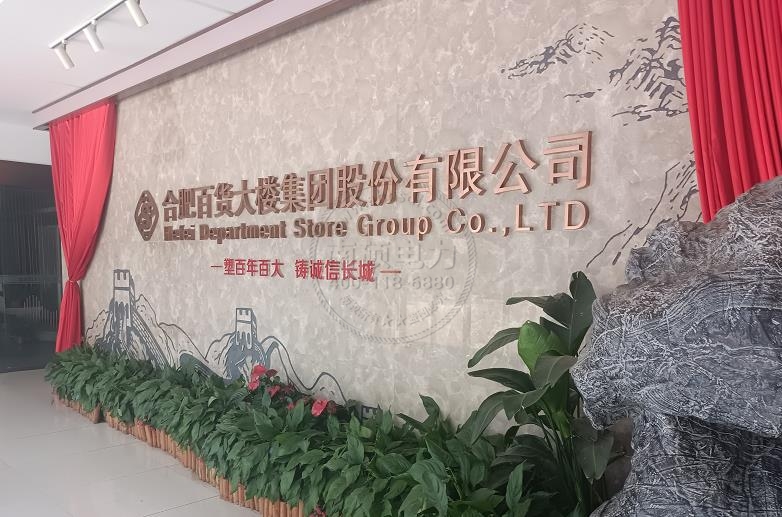 合肥百货大楼集团股份有限公司
Hefei Department Store Group Co.,LTD
塑百年百大 铸诚信长城